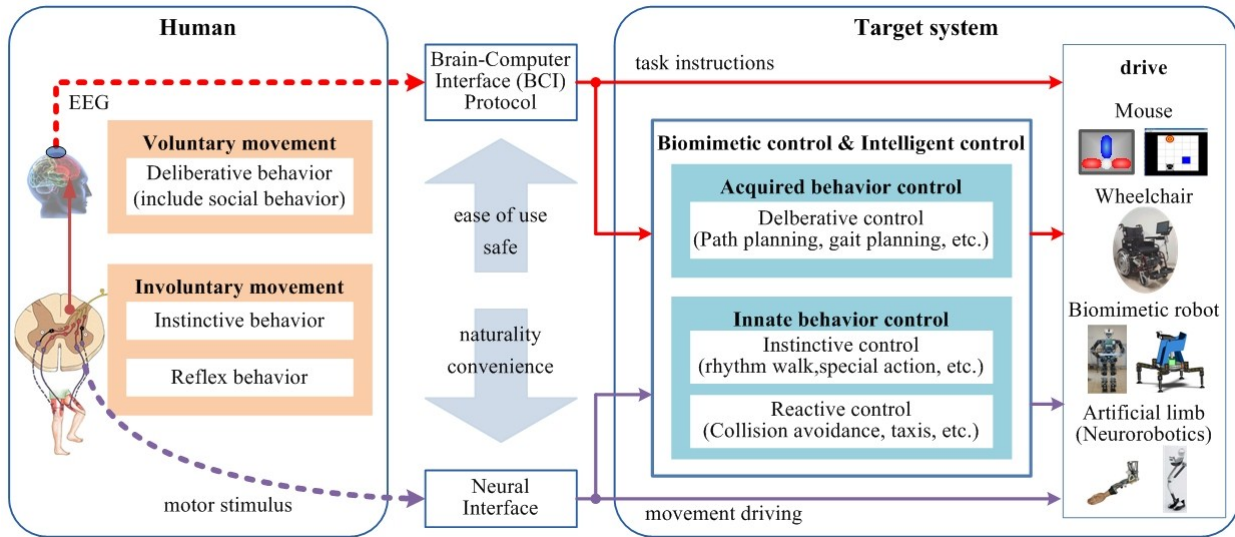 Human
EEG
Voluntary movement
Deliberative behavior
(include social behavior)
Involuntary movement
Instinctive behavior
Reflex behavior
motor stimulus
Brain-Computer
Interface (BCI)
Protocol
ease of use
safe
naturality
convenience
Neural
Interface
Target system
task instructions
Biomimetic control & Intelligent control
Acquired behavior control
Delberative control
(Path planning, gait planning, etc.)
Innate behavior control
Instinctive control
(rhythm walk,special action, etc.)
Reactive control
(Collision avoidance, taxis, etc.)
movement driving
drive
Mouse
Wheelchair
Biomimetic robot
Artificial limb
(Neurorobotics)